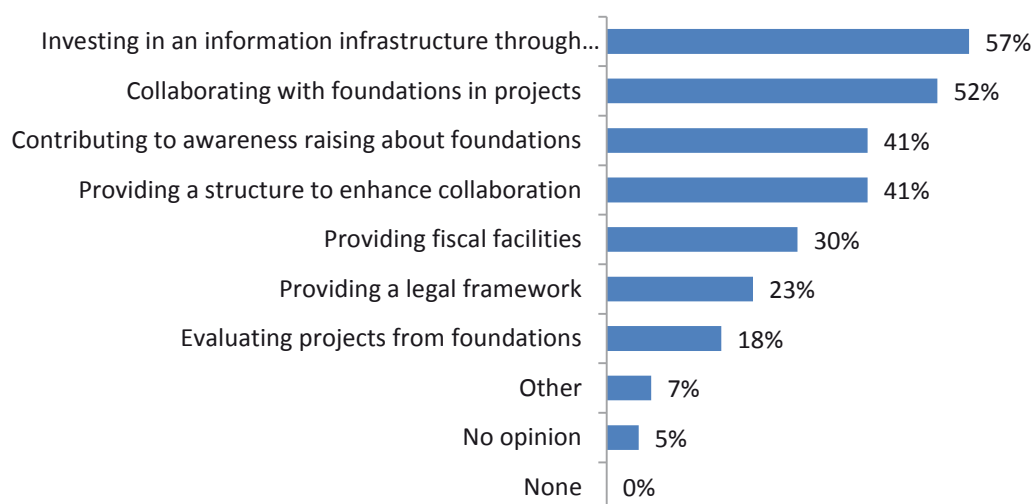 Investing in an information infrastructure through… 57%
Collaborating with foundations in projects 52%
Contributing to awareness raising about foundations 41%
Providing a structure to enhance collaboration 41%
Providing fiscal facilities 30%
Providing a legal framework 23%
Evaluating projects from foundations 18%
Other 7%
No opinion 5%
None 0%